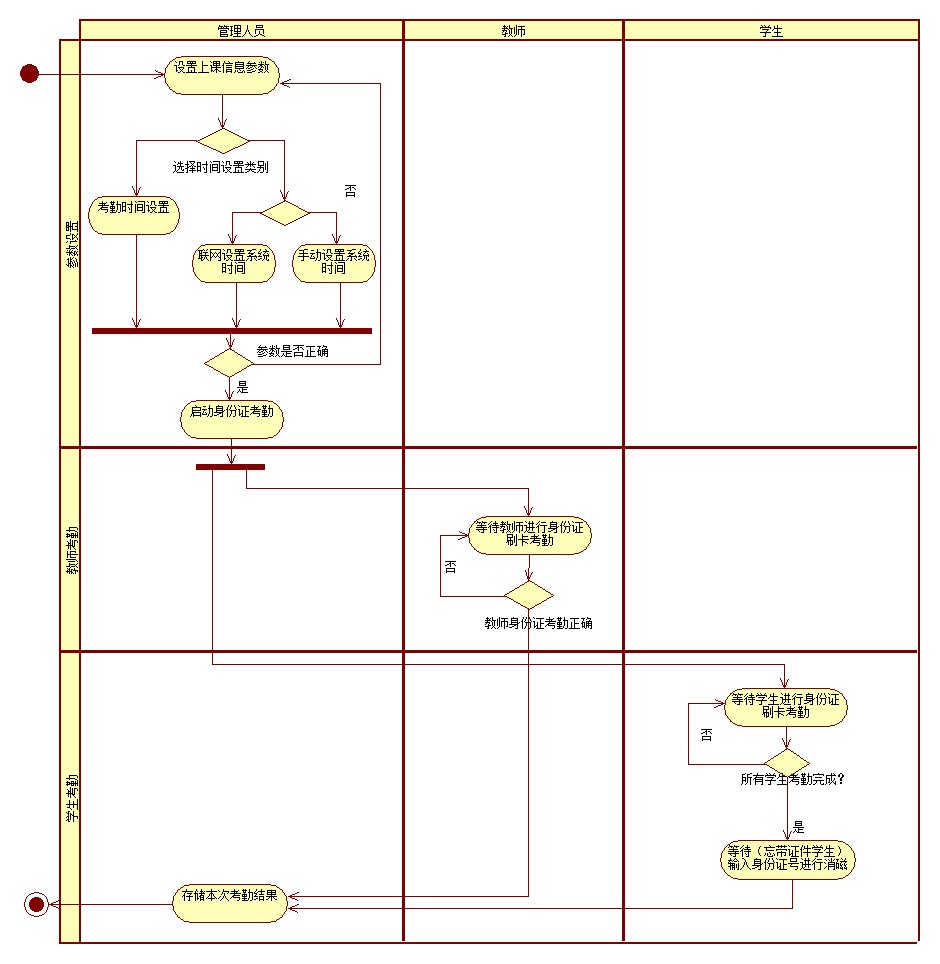 管理人员
教师
学生
参数设置
设置上课信息参数
选择时间设置类别
否
考勤时间设置
联网设置系统
时间
手动设置系统
时间
参数是否正确
是
启动身份证考勤
教师考勤
等待教师进行身份证
刷卡考勤
否
教师身份证考勤正确
学生考勤
等待学生进行身份证
刷卡考勤
否
所有学生考勤完成?
是
等待（忘带证件学生）
输入身份证号进行消磁
存储本次考勤结果